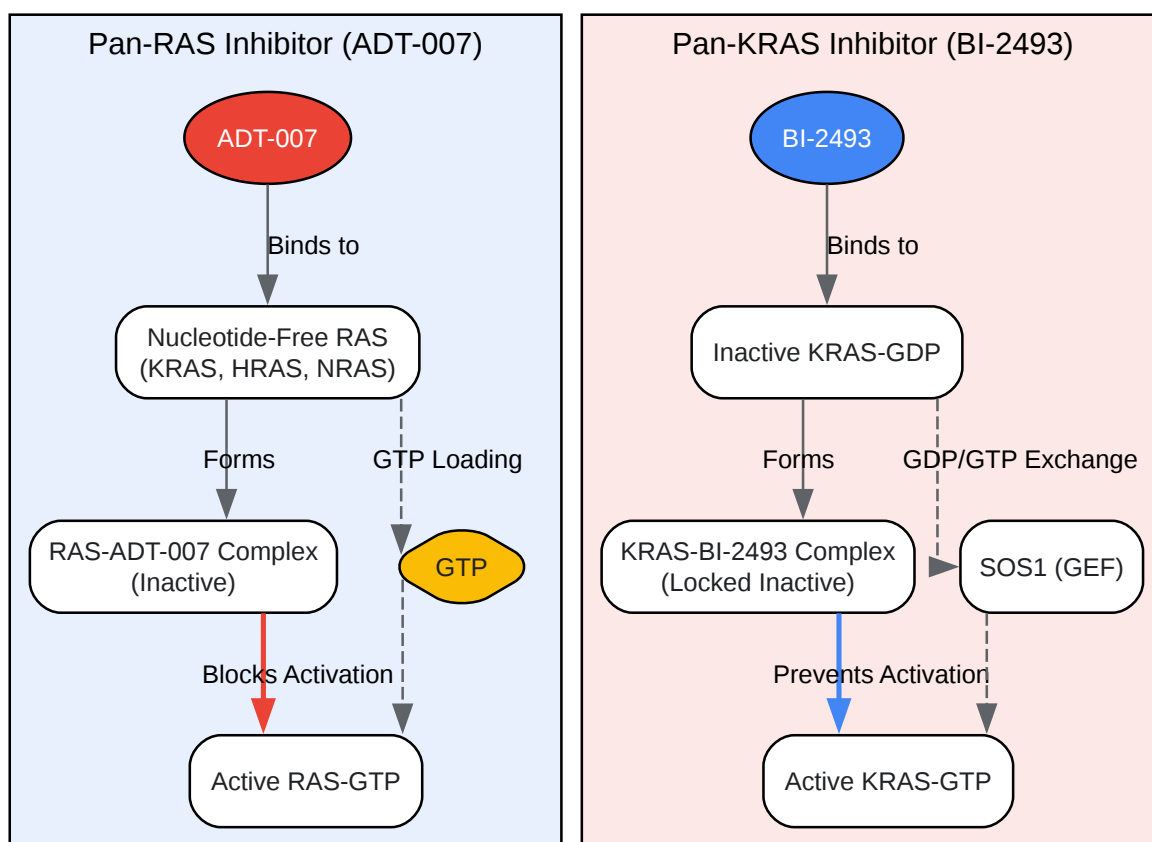 Pan-RAS Inhibitor (ADT-007)
ADT-007
Binds to
Nucleotide-Free RAS
(KRAS, HRAS, NRAS)
Forms
GTP Loading
RAS-ADT-007 Complex
(Inactive)
GTP
Blocks Activation
Active RAS-GTP
Pan-KRAS Inhibitor (BI-2493)
BI-2493
Binds to
Inactive KRAS-GDP
Forms
GDP/GTP Exchange
KRAS-BI-2493 Complex
(Locked Inactive)
SOS1 (GEF)
Prevents Activation
Active KRAS-GTP